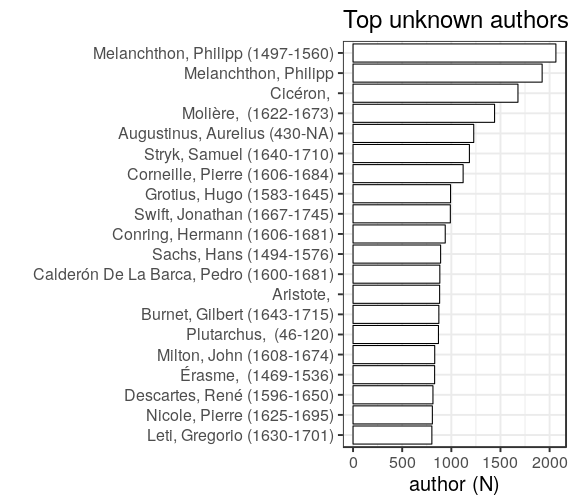 Top unknown authors
Melanchthon, Philipp (1497-1560)
Melanchthon, Philipp
Cicéron,
Molière,  (1622-1673)
Augustinus, Aurelius (430-NA)
Stryk, Samuel (1640-1710)
Corneille, Pierre (1606-1684)
Grotius, Hugo (1583-1645)
Swift, Jonathan (1667-1745)
Conring, Hermann (1606-1681)
Sachs, Hans (1494-1576)
Calderón De La Barca, Pedro (1600-1681)
Aristote,
Burnet, Gilbert (1643-1715)
Plutarchus,  (46-120)
Milton, John (1608-1674)
Érasme,  (1469-1536)
Descartes, René (1596-1650)
Nicole, Pierre (1625-1695)
Leti, Gregorio (1630-1701)
0 500 1000 1500 2000
author (N)